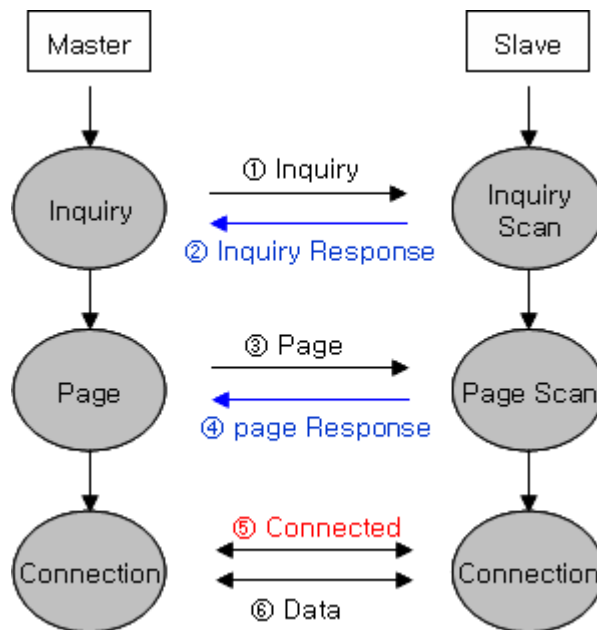 Master
Slave
① Inquiry
Inquiry
Inquiry
Scan
② Inquiry Response
③ Page
Page
Page Scan
④ page Response
⑤ Connected
Connection
Connection
⑥ Data